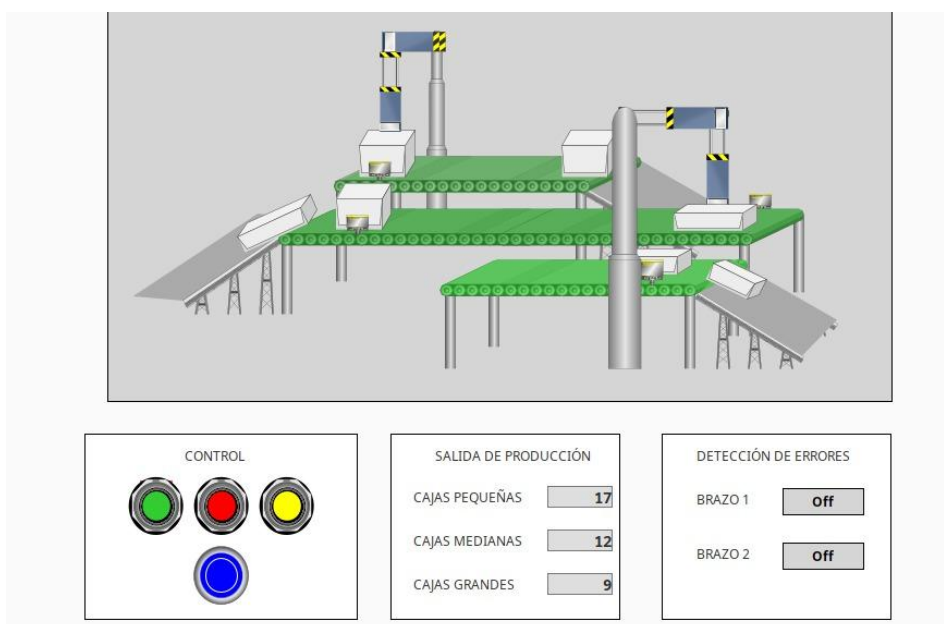 CONTROL
SALIDA DE PRODUCCIÓN
CAJAS PEQUEÑAS 17
CAJAS MEDIANAS 12
CAJAS GRANDES 9
DETECCIÓN DE ERRORES
BRAZO 1 Off
BRAZO 2 Off